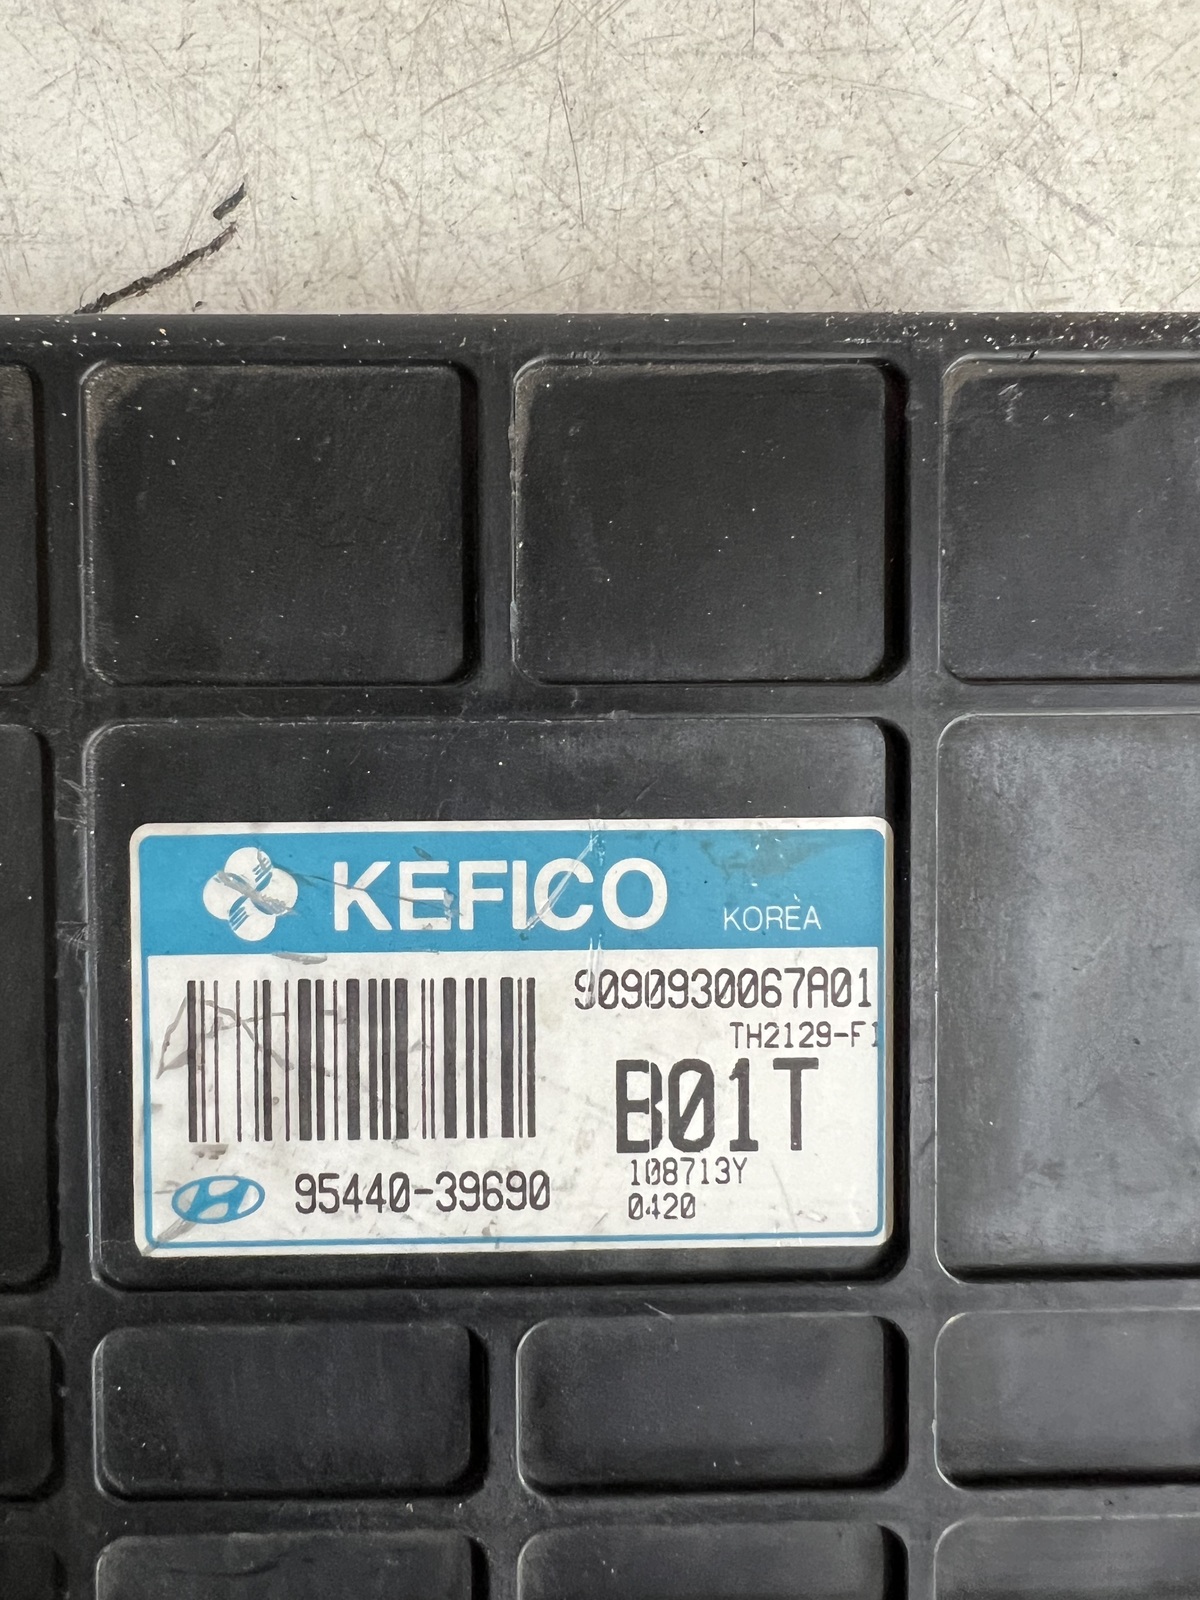 KEFICO KOREA
9090930067A01
TH2129-F1
B01T
108713Y
0420
95440-39690